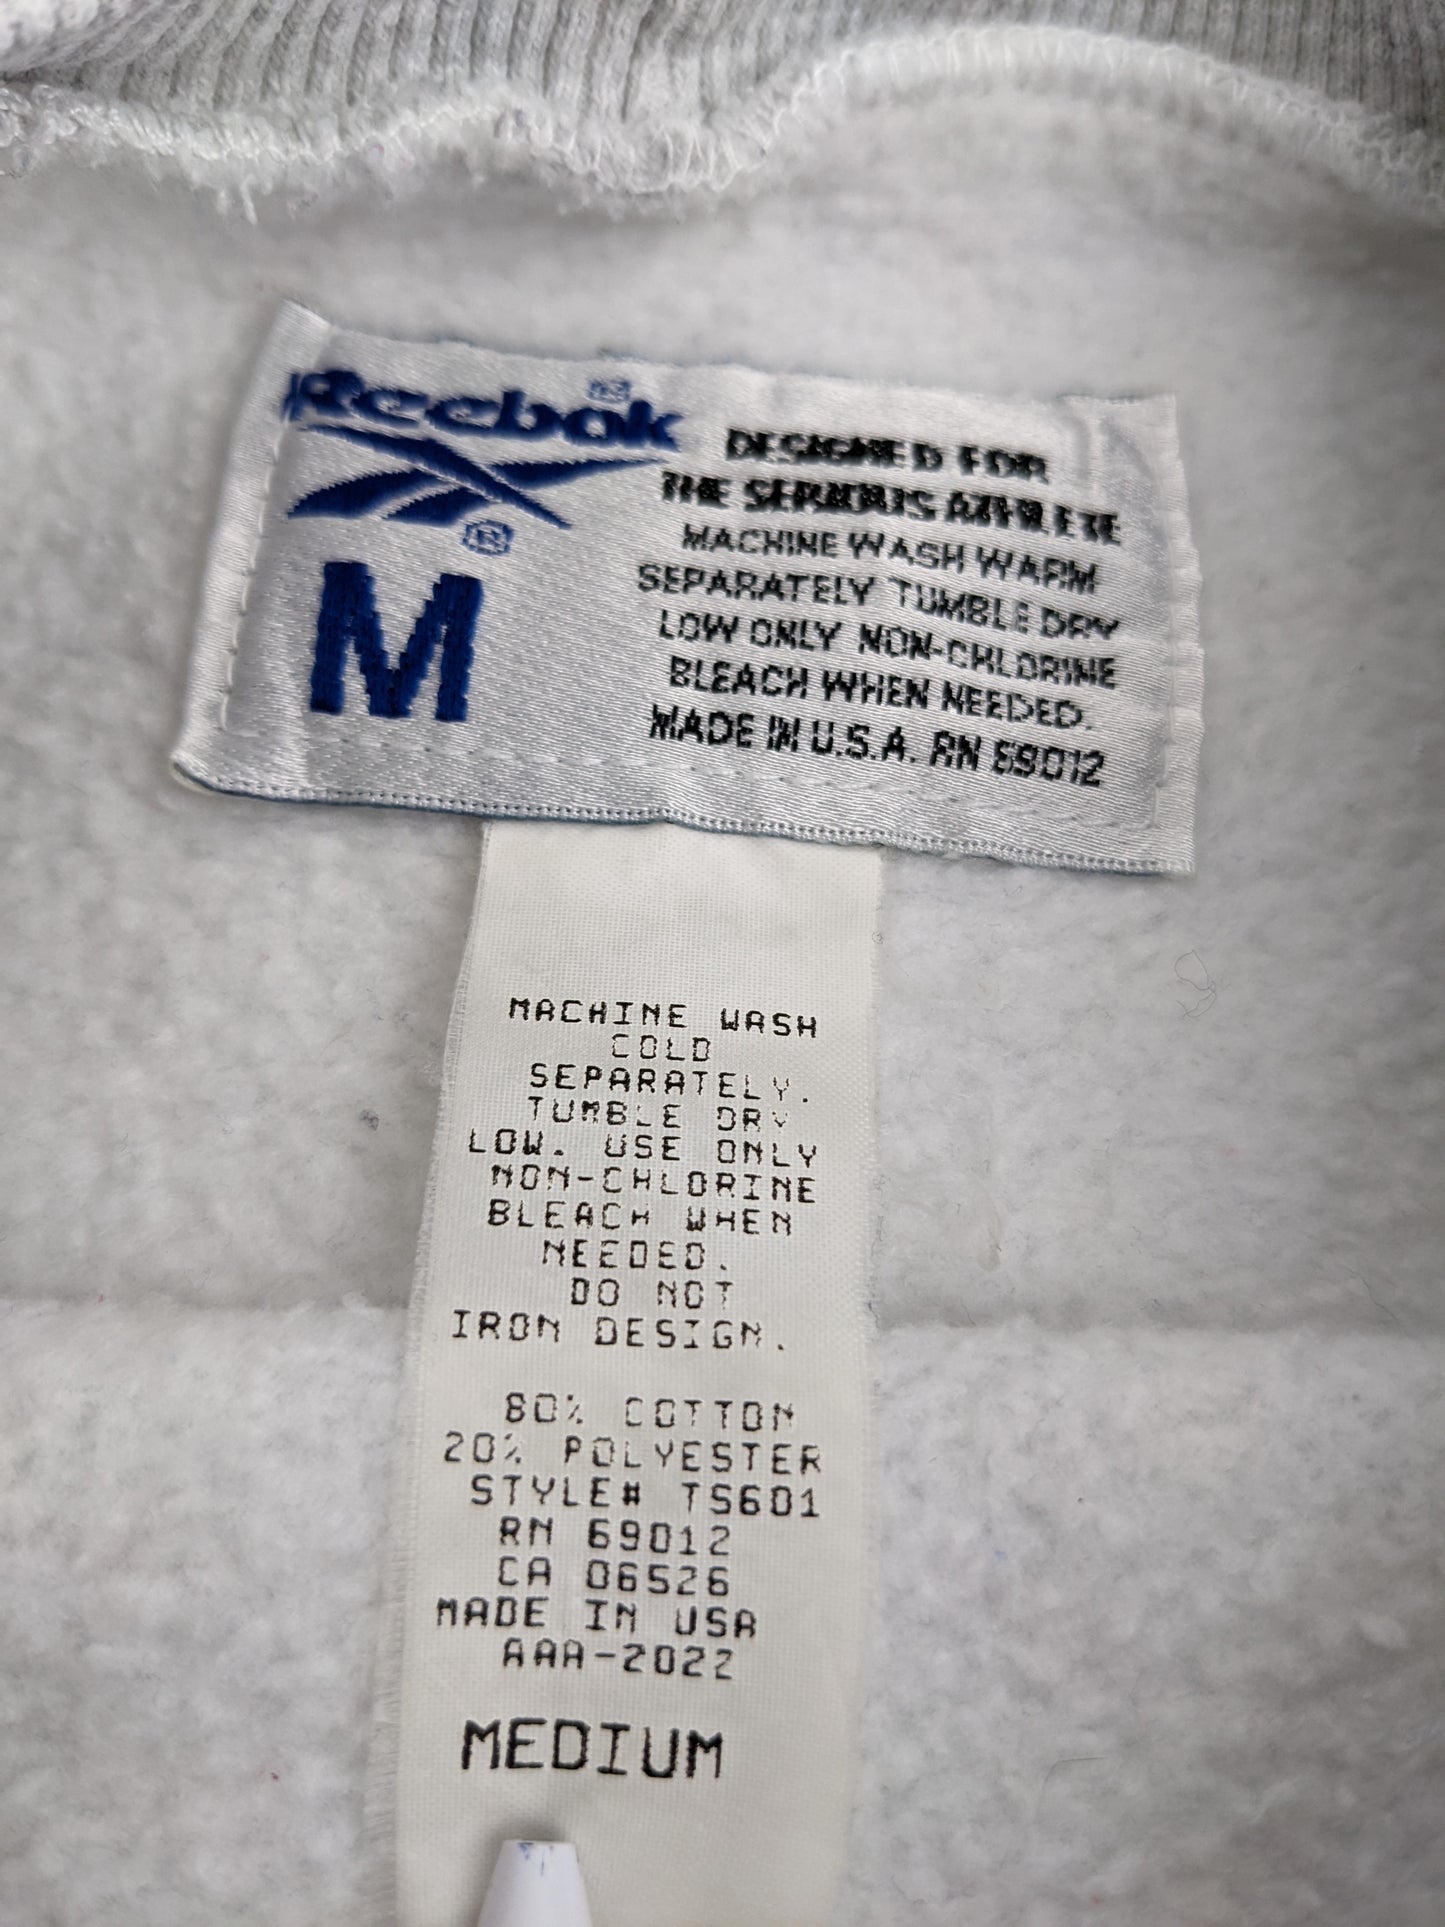 Reebok
®
M
DESIGNED FOR
THE SERIOUS ATHLETE
MACHINE WASH WARM
SEPARATELY TUMBLE DRY
LOW ONLY NON-CHLORINE
BLEACH WHEN NEEDED.
MADE IN U.S.A. RN 69012
MACHINE WASH
COLD
SEPARATELY.
TUMBLE DRY
LOW. USE ONLY
NON-CHLORINE
BLEACH WHEN
NEEDED.
DO NOT
IRON DESIGN.
80% COTTON
20% POLYESTER
STYLE# TS601
RN 69012
CA 06526
MADE IN USA
AAA-2022
MEDIUM